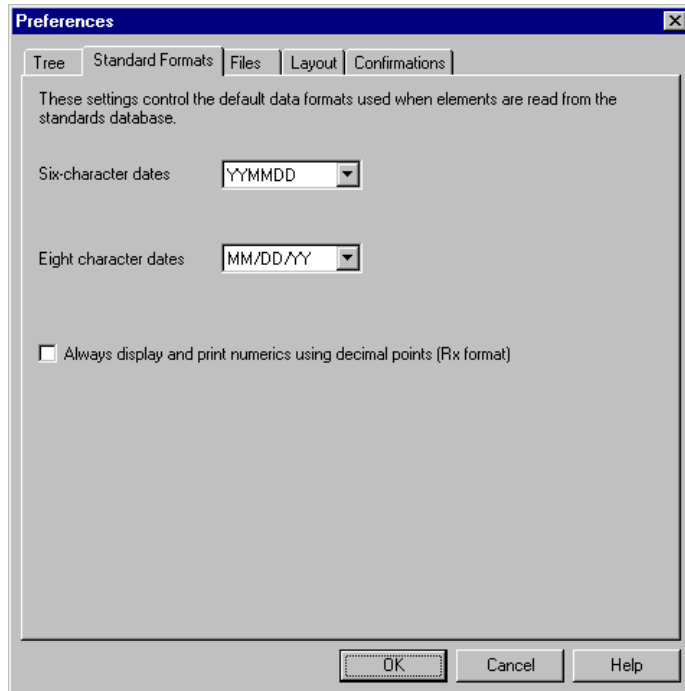 Preferences
Tree Standard Formats Files Layout Confirmations
These settings control the default data formats used when elements are read from the
standards database.
Six-character dates YYMMDD
Eight character dates MM/DD/YY
Always display and print numerics using decimal points (Rx format)
OK Cancel Help